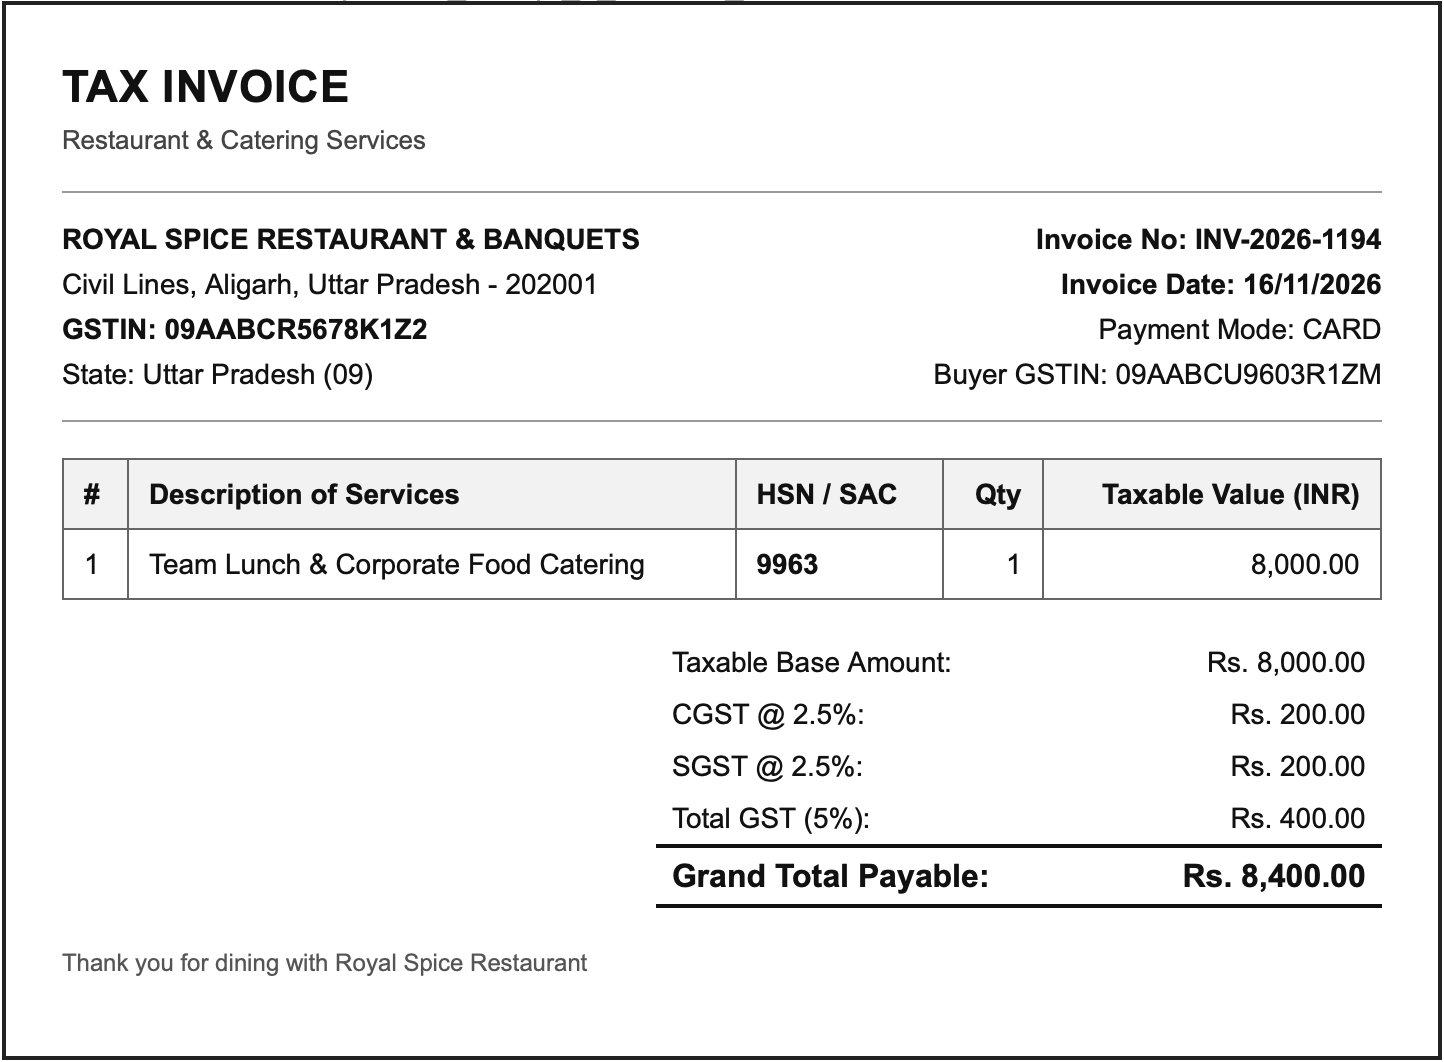 TAX INVOICE
Restaurant & Catering Services
ROYAL SPICE RESTAURANT & BANQUETS
Civil Lines, Aligarh, Uttar Pradesh - 202001
GSTIN: 09AABCR5678K1Z2
State: Uttar Pradesh (09)
Invoice No: INV-2026-1194
Invoice Date: 16/11/2026
Payment Mode: CARD
Buyer GSTIN: 09AABCU9603R1ZM
# Description of Services HSN / SAC Qty Taxable Value (INR)
1 Team Lunch & Corporate Food Catering 9963 1 8,000.00
Taxable Base Amount: Rs. 8,000.00
CGST @ 2.5%: Rs. 200.00
SGST @ 2.5%: Rs. 200.00
Total GST (5%): Rs. 400.00
Grand Total Payable: Rs. 8,400.00
Thank you for dining with Royal Spice Restaurant